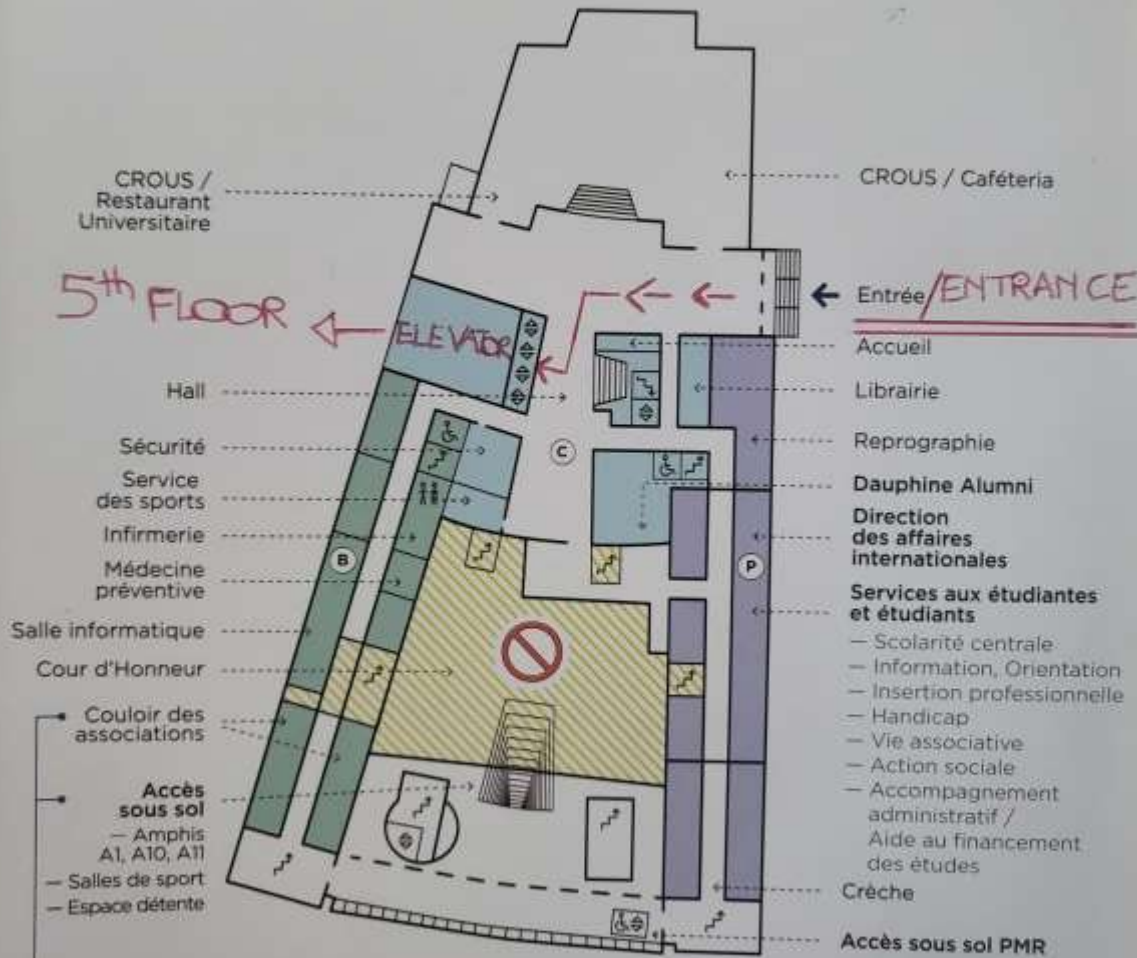 CROUS /
Restaurant
Universitaire
5th FLOOR
ELEVATOR
Hall
Sécurité
Service
des sports
Infirmerie
Médecine
préventive
Salle informatique
Cour d'Honneur
Couloir des
associations
Accès
sous sol
— Amphis
A1, A10, A11
— Salles de sport
— Espace détente
B
C
P
CROUS / Caféteria
Entrée/ENTRANCE
Accueil
Librairie
Reprographie
Dauphine Alumni
Direction
des affaires
internationales
Services aux étudiantes
et étudiants
— Scolarité centrale
— Information, Orientation
— Insertion professionnelle
— Handicap
— Vie associative
— Action sociale
— Accompagnement
administratif /
Aide au financement
des études
Crèche
Accès sous sol PMR